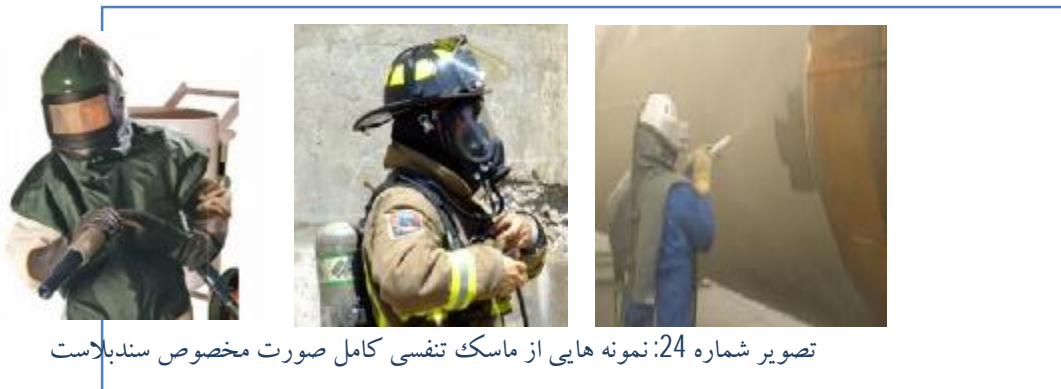 تصویر شماره 24: نمونه هایی از ماسک تنفسی کامل صورت مخصوص سندبلاست